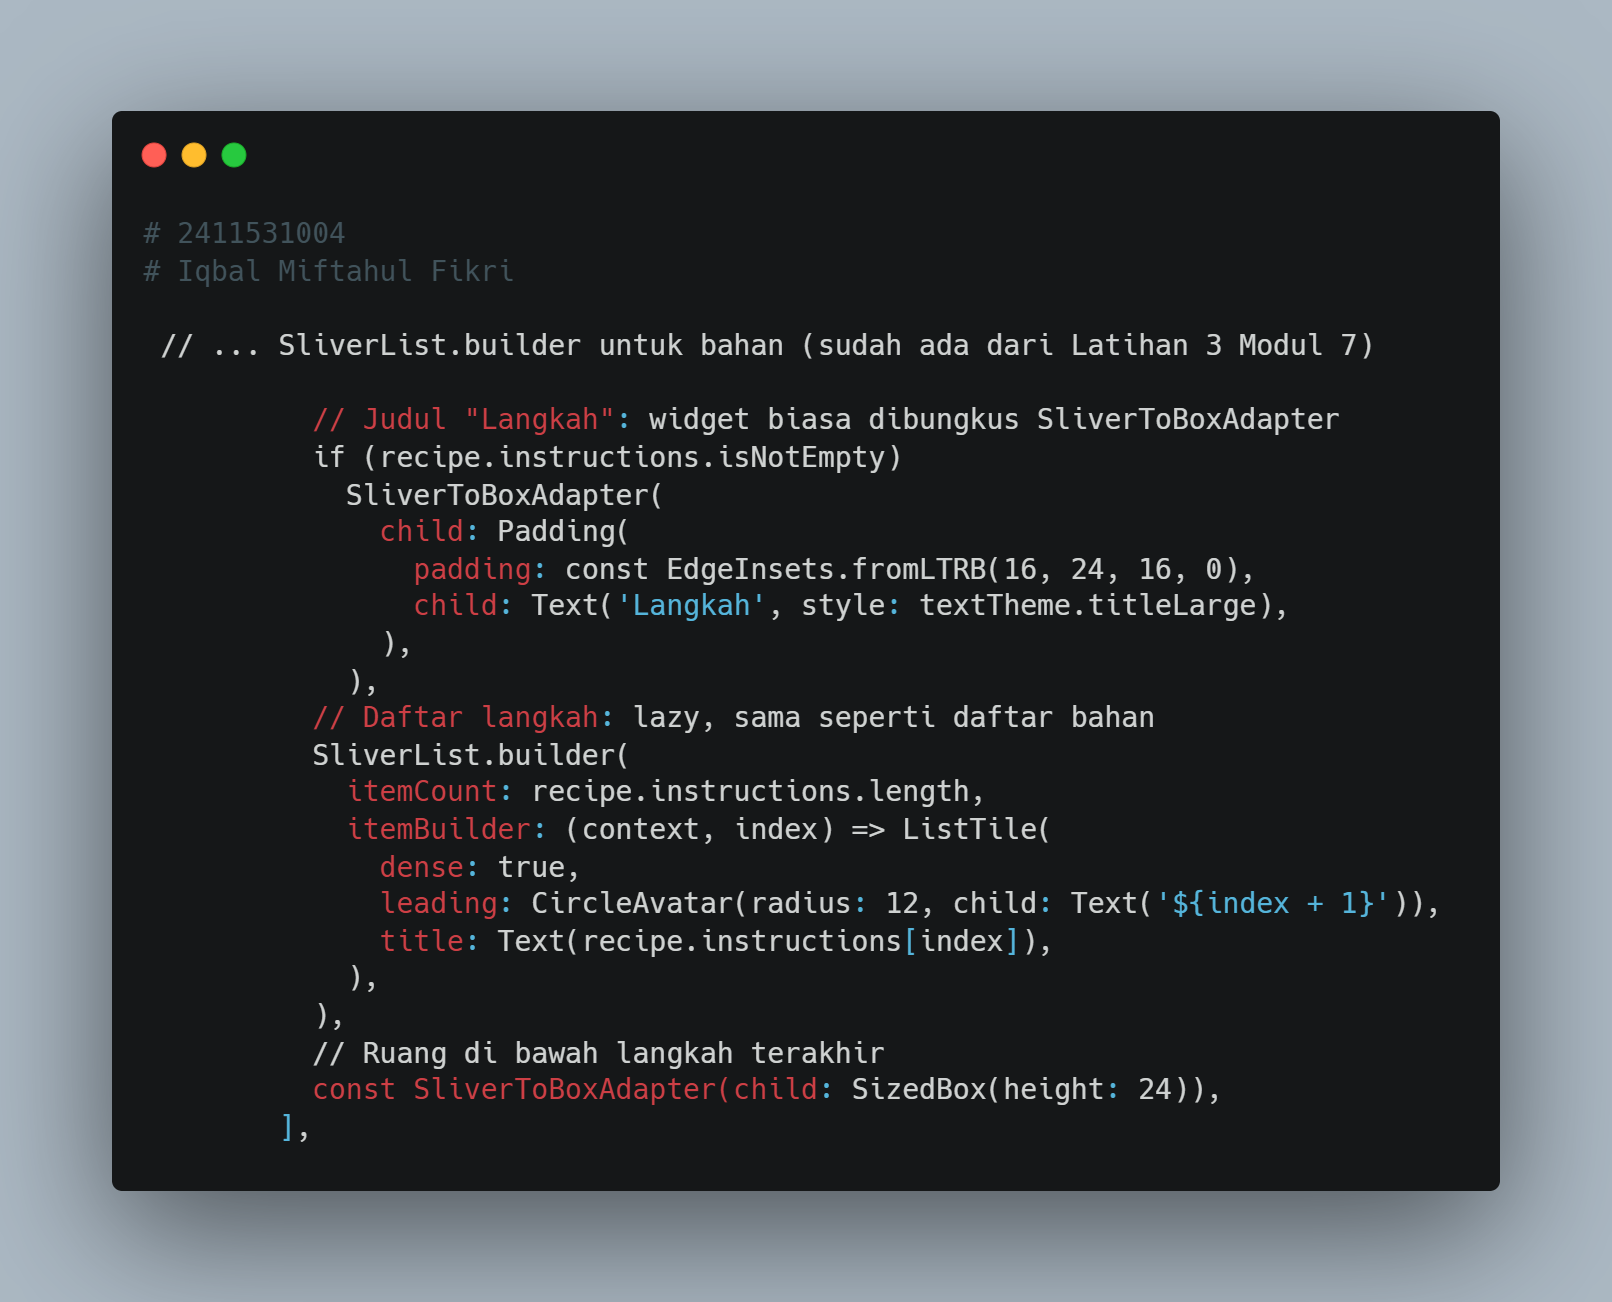 # 2411531004
# Iqbal Miftahul Fikri

 // ... SliverList.builder untuk bahan (sudah ada dari Latihan 3 Modul 7)

          // Judul "Langkah": widget biasa dibungkus SliverToBoxAdapter
          if (recipe.instructions.isNotEmpty)
            SliverToBoxAdapter(
              child: Padding(
                padding: const EdgeInsets.fromLTRB(16, 24, 16, 0),
                child: Text('Langkah', style: textTheme.titleLarge),
              ),
            ),
          // Daftar langkah: lazy, sama seperti daftar bahan
          SliverList.builder(
            itemCount: recipe.instructions.length,
            itemBuilder: (context, index) => ListTile(
              dense: true,
              leading: CircleAvatar(radius: 12, child: Text('${index + 1}')),
              title: Text(recipe.instructions[index]),
            ),
          ),
          // Ruang di bawah langkah terakhir
          const SliverToBoxAdapter(child: SizedBox(height: 24)),
        ],